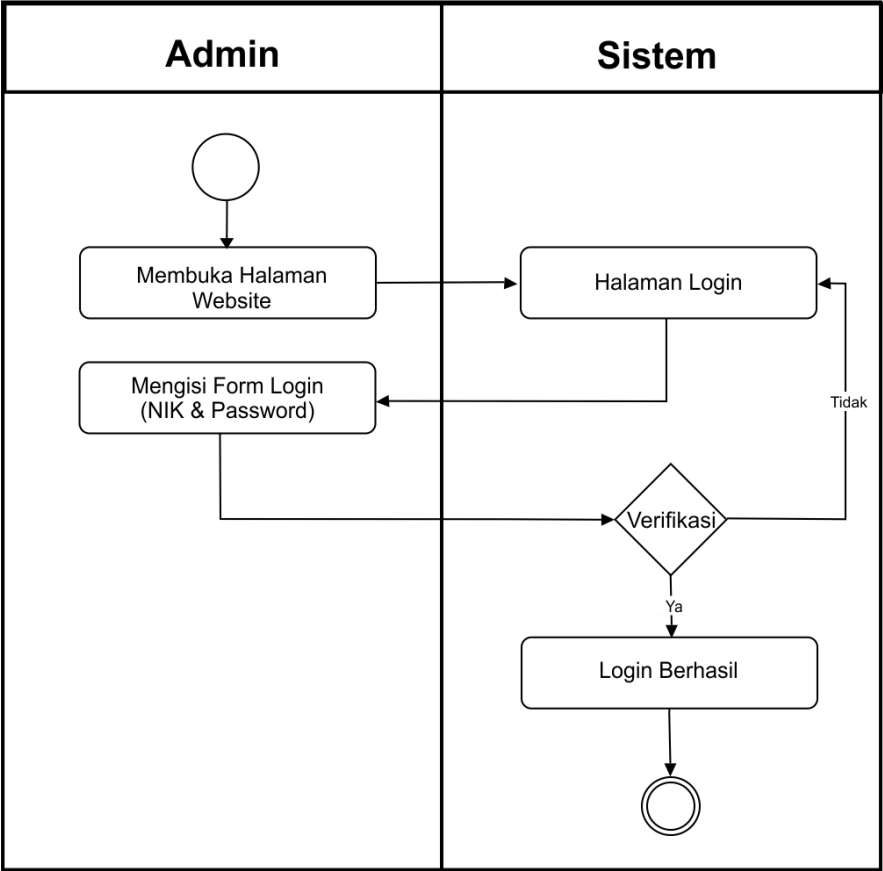 Admin
Sistem
Membuka Halaman
Website
Halaman Login
Mengisi Form Login
(NIK & Password)
Tidak
Verifikasi
Ya
Login Berhasil